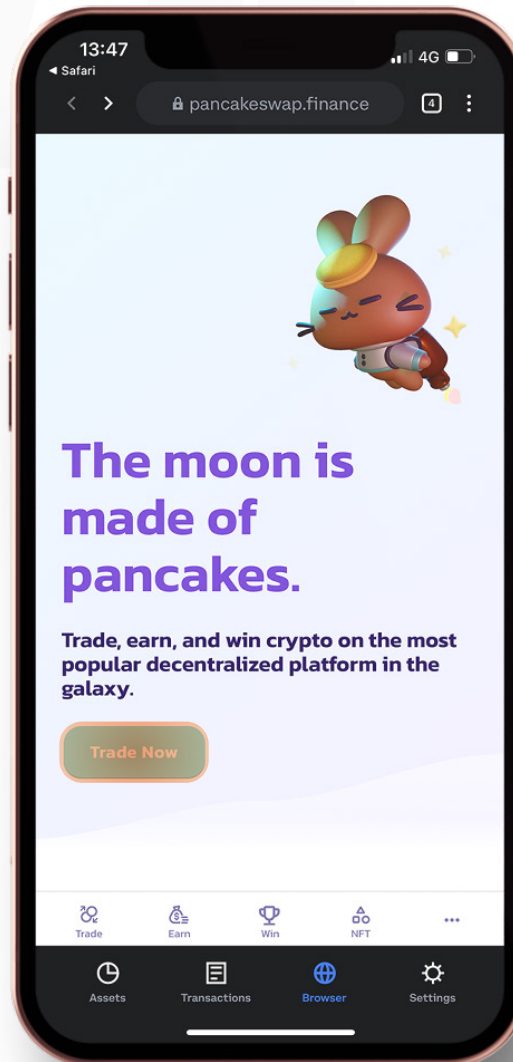 13:47
4G
Safari
pancakeswap.finance
4
The moon is
made of
pancakes.
Trade, earn, and win crypto on the most
popular decentralized platform in the
galaxy.
Trade Now
Trade
Earn
Win
NFT
Assets
Transactions
Browser
Settings